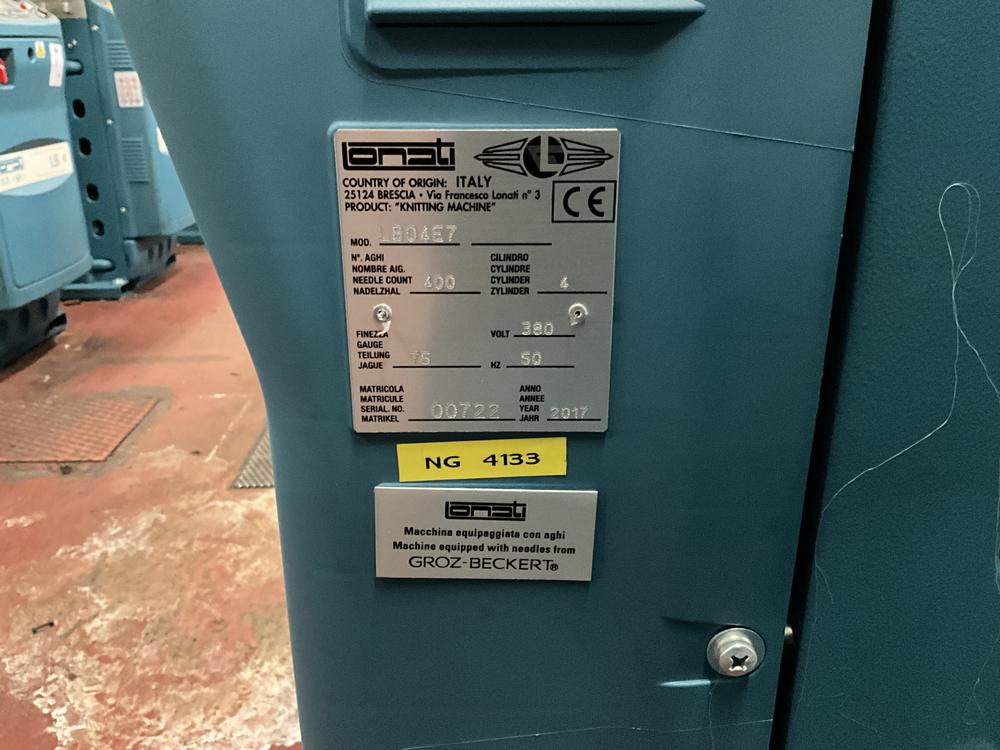 Lonati
COUNTRY OF ORIGIN: ITALY
25124 BRESCIA • Via Francesco Lonati n° 3
PRODUCT: "KNITTING MACHINE"
CE
MOD. LB04E7
N°. AGHI
NOMBRE AIG.
NEEDLE COUNT 400
NADELZHAL
CILINDRO
CYLINDRE
CYLINDER 4
ZYLINDER
FINEZZA
GAUGE
TEILUNG 75
JAGUE
VOLT 380
HZ 50
MATRICOLA
MATRICULE
SERIAL. NO. 00722
MATRIKEL
ANNO
ANNEE
YEAR 2017
JAHR
NG 4133
Lonati
Macchina equipaggiata con aghi
Machine equipped with needles from
GROZ-BECKERT®